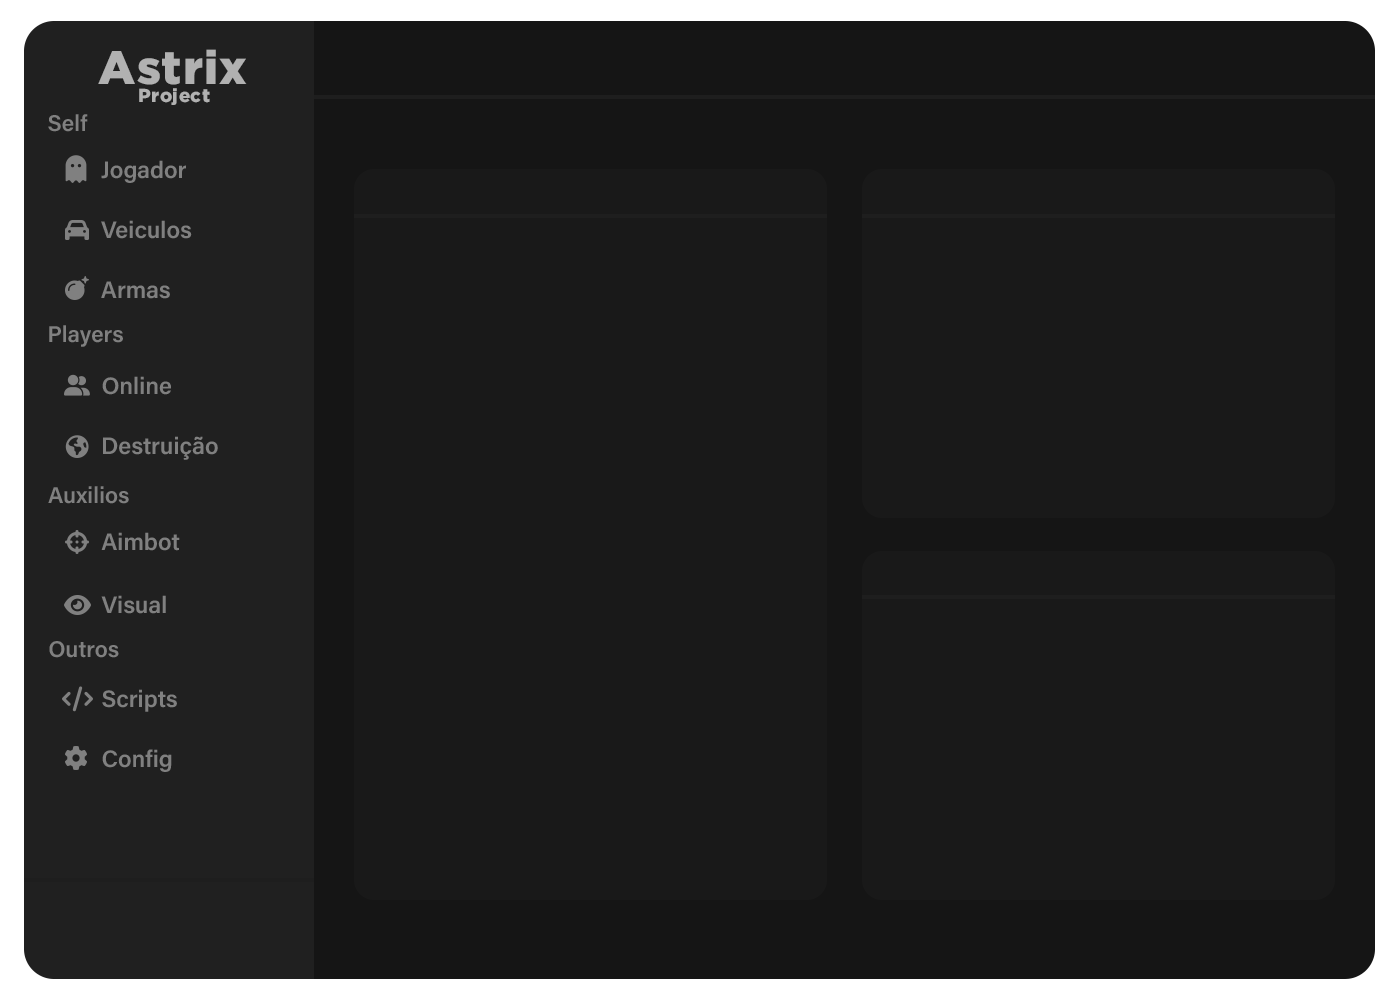 Astrix
Project
Self
Jogador
Veiculos
Armas
Players
Online
Destruição
Auxilios
Aimbot
Visual
Outros
Scripts
Config